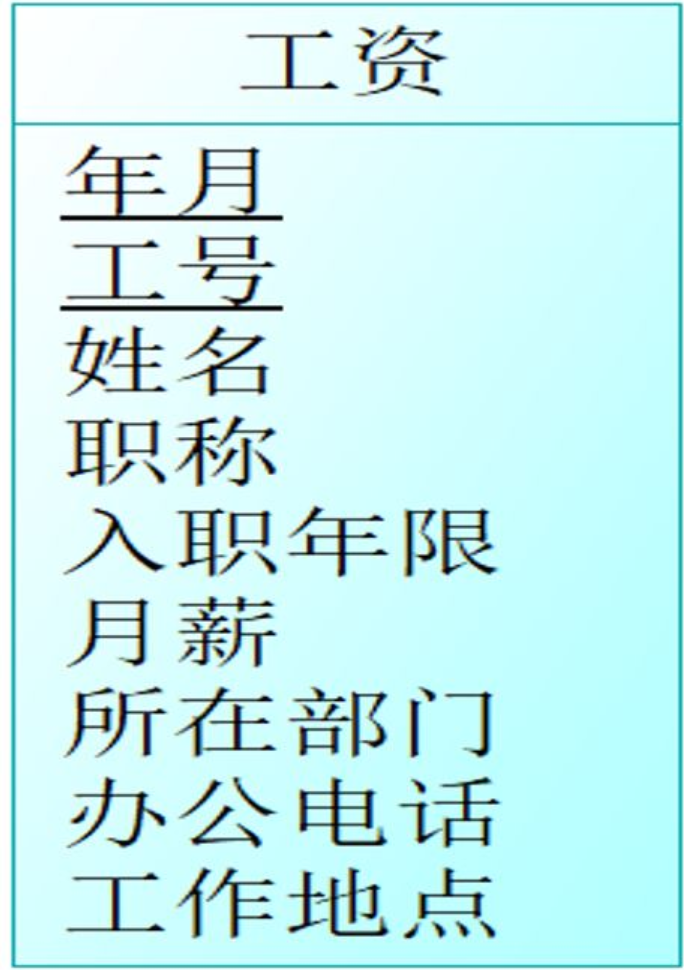 工资
年月
工号
姓名
职称
入职年限
月薪
所在部门
办公电话
工作地点